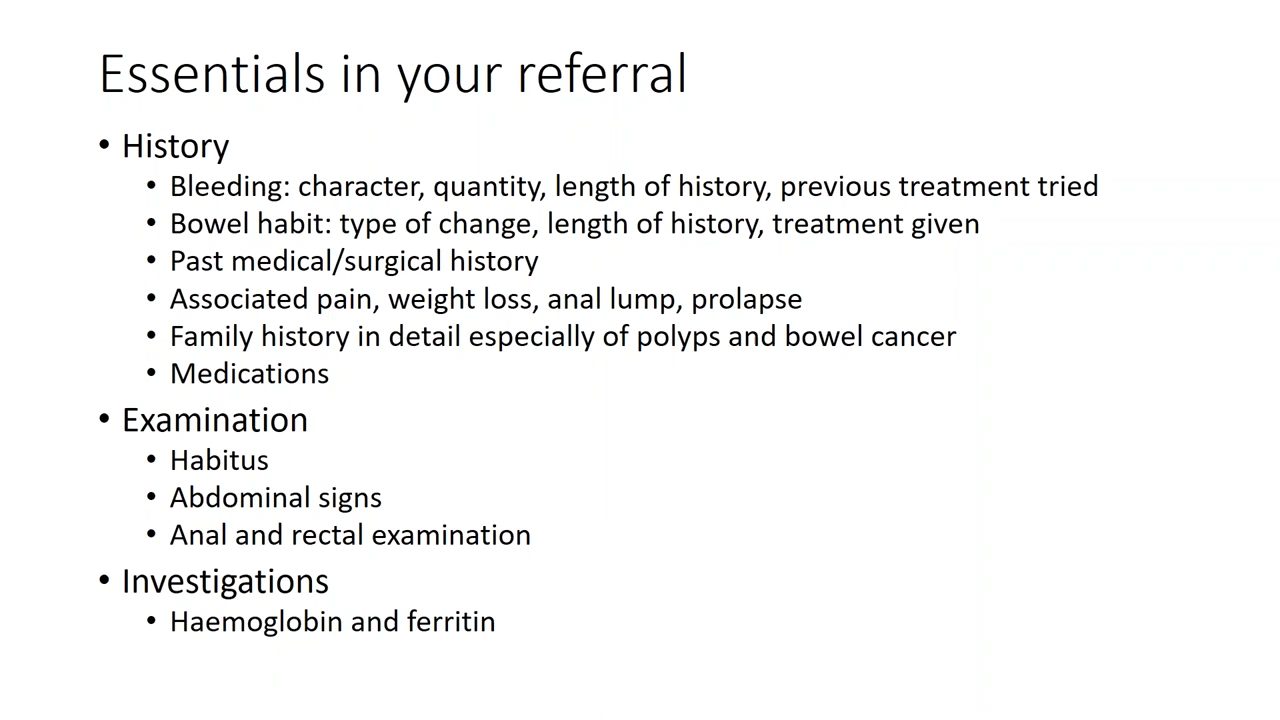 Essentials in your referral
• History
• Bleeding: character, quantity, length of history, previous treatment tried
• Bowel habit: type of change, length of history, treatment given
• Past medical/surgical history
• Associated pain, weight loss, anal lump, prolapse
• Family history in detail especially of polyps and bowel cancer
• Medications
• Examination
• Habitus
• Abdominal signs
• Anal and rectal examination
• Investigations
• Haemoglobin and ferritin